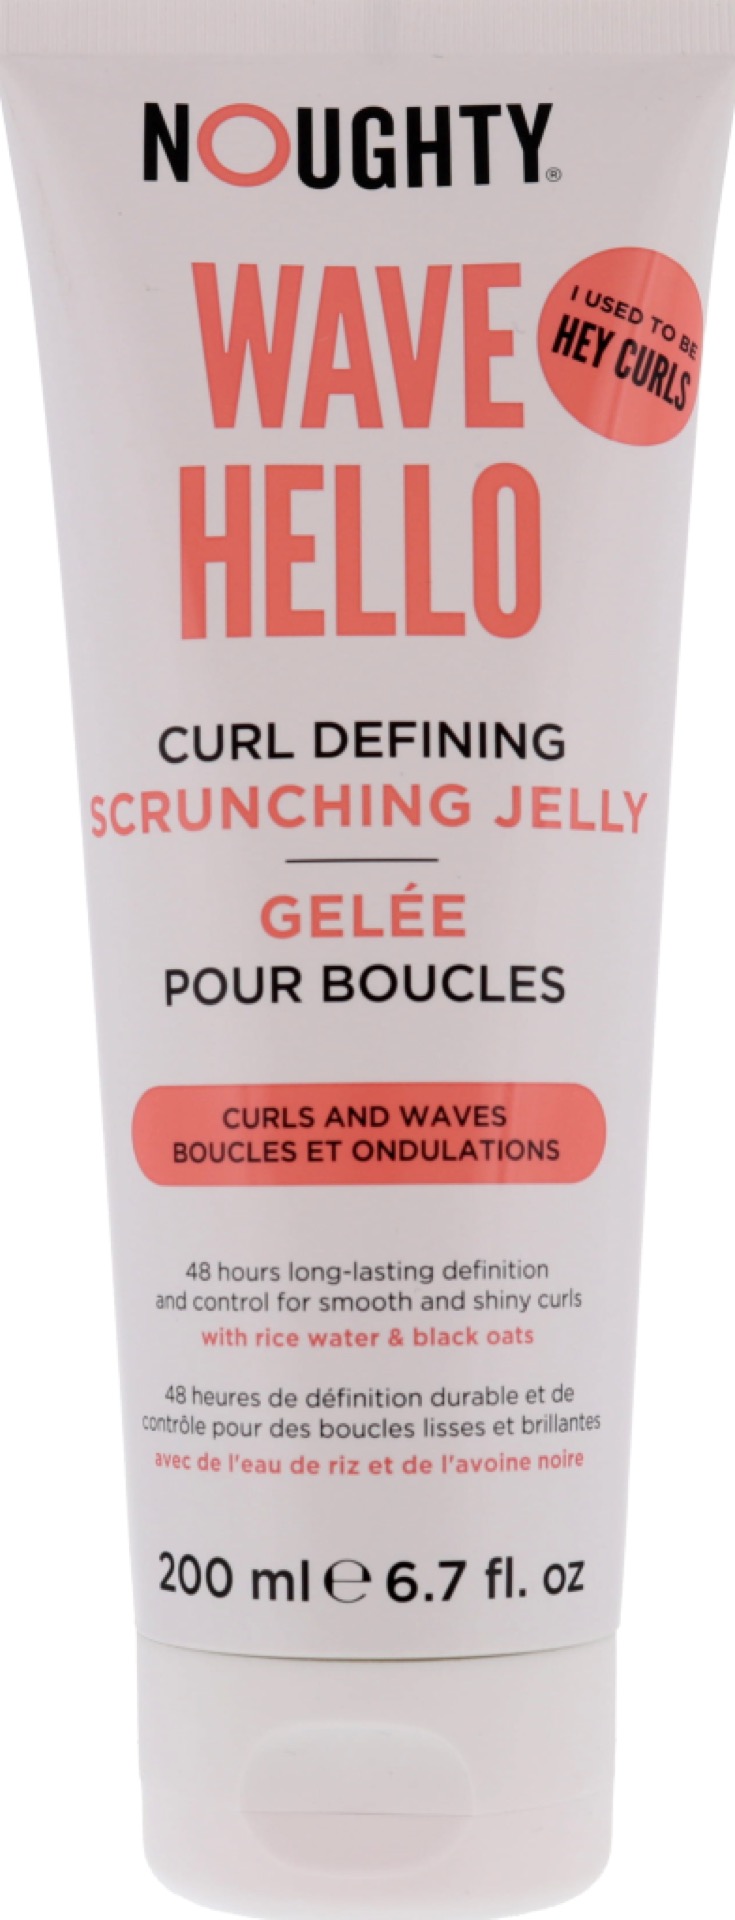 NOUGHTY®
WAVE
HELLO
I USED TO BE
HEY CURLS
CURL DEFINING
SCRUNCHING JELLY
GELÉE
POUR BOUCLES
CURLS AND WAVES
BOUCLES ET ONDULATIONS
48 hours long-lasting definition
and control for smooth and shiny curls
with rice water & black oats
48 heures de définition durable et de
contrôle pour des boucles lisses et brillantes
avec de l'eau de riz et de l'avoine noire
200 ml ℮ 6.7 fl. oz